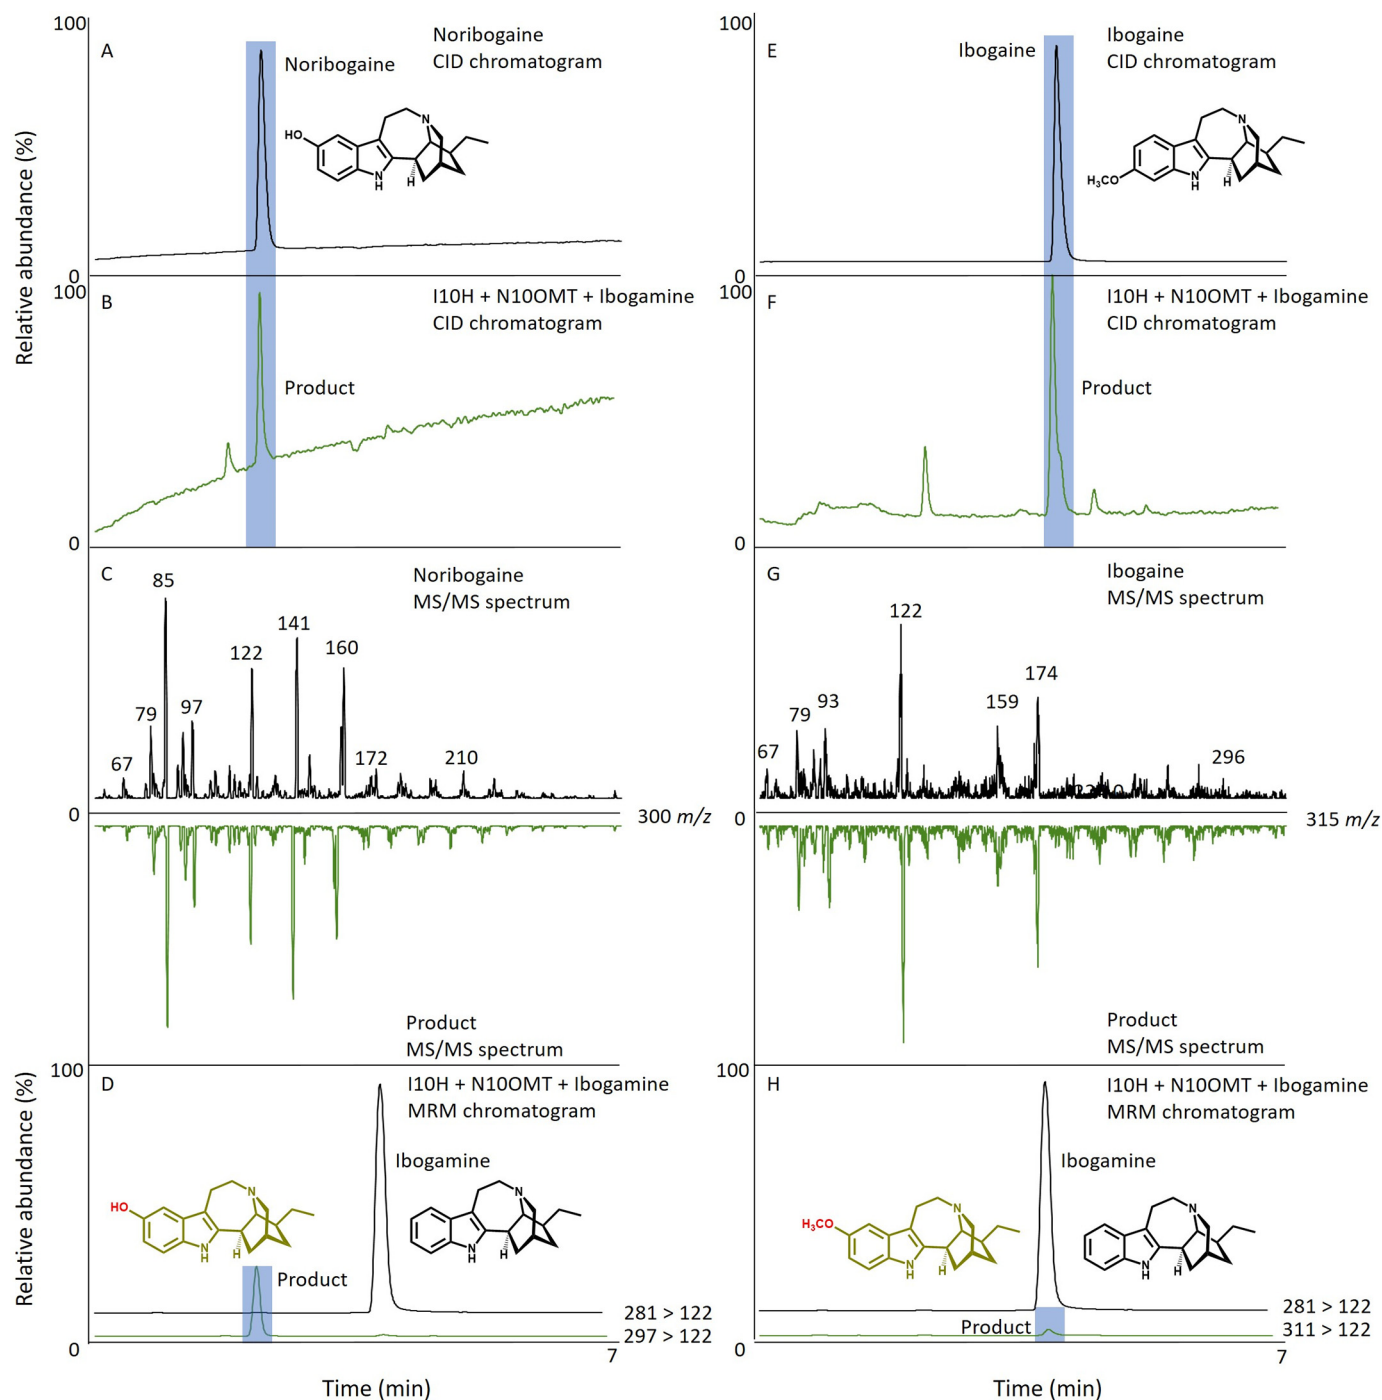 100
A
Noribogaine
CID chromatogram
Noribogaine
HO
N
N
H
H
0
Relative abundance (%)
100
B
I10H + N10OMT + Ibogamine
CID chromatogram
Product
0
C
Noribogaine
MS/MS spectrum
85
141
122
160
79
97
67
172
210
0
300 m/z
Product
MS/MS spectrum
100
D
I10H + N10OMT + Ibogamine
MRM chromatogram
Ibogamine
HO
N
N
H
H
N
N
H
H
Product
281 > 122
297 > 122
0
7
Relative abundance (%)
Time (min)
100
E
Ibogaine
Ibogaine
CID chromatogram
N
H₃CO
N
H
H
0
100
F
I10H + N10OMT + Ibogamine
CID chromatogram
Product
0
G
Ibogaine
MS/MS spectrum
122
174
159
93
79
67
296
0
315 m/z
Product
MS/MS spectrum
100
H
I10H + N10OMT + Ibogamine
MRM chromatogram
Ibogamine
H₃CO
N
N
H
H
N
N
H
H
281 > 122
Product
311 > 122
0
7
Time (min)